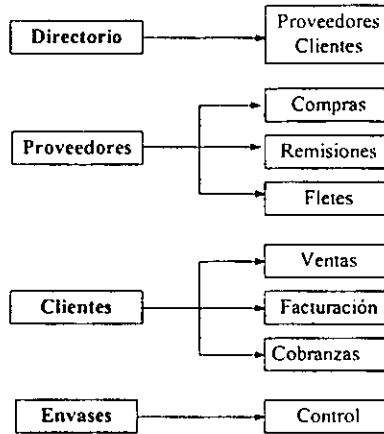 Directorio
Proveedores
Clientes
Proveedores
Compras
Remisiones
Fletes
Clientes
Ventas
Facturación
Cobranzas
Envases
Control